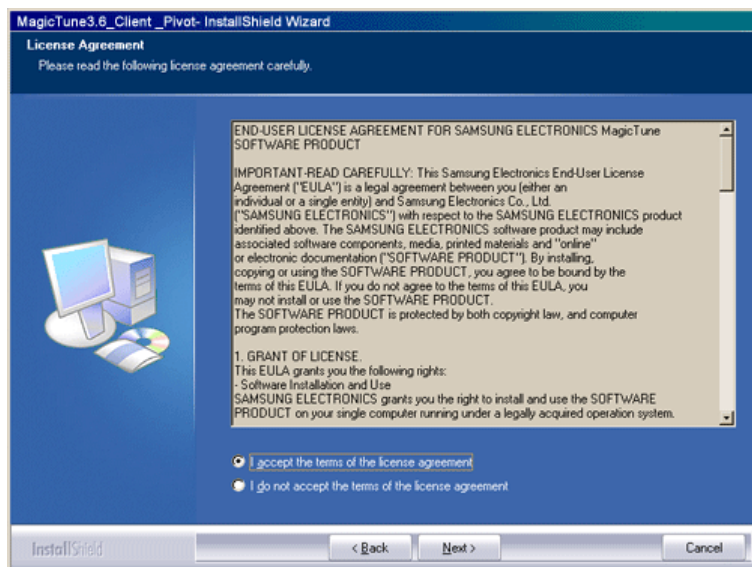 MagicTune3.6_Client _Pivot- InstallShield Wizard
License Agreement
Please read the following license agreement carefully.
END-USER LICENSE AGREEMENT FOR SAMSUNG ELECTRONICS MagicTune
SOFTWARE PRODUCT
IMPORTANT-READ CAREFULLY: This Samsung Electronics End-User License
Agreement ("EULA") is a legal agreement between you (either an
individual or a single entity) and Samsung Electronics Co., Ltd.
("SAMSUNG ELECTRONICS") with respect to the SAMSUNG ELECTRONICS product
identified above. The SAMSUNG ELECTRONICS software product may include
associated software components, media, printed materials and "online"
or electronic documentation ("SOFTWARE PRODUCT"). By installing,
copying or using the SOFTWARE PRODUCT, you agree to be bound by the
terms of this EULA. If you do not agree to the terms of this EULA, you
may not install or use the SOFTWARE PRODUCT.
The SOFTWARE PRODUCT is protected by both copyright law, and computer
program protection laws.
1. GRANT OF LICENSE.
This EULA grants you the following rights:
- Software Installation and Use
SAMSUNG ELECTRONICS grants you the right to install and use the SOFTWARE
PRODUCT on your single computer running under a legally acquired operation system.
I accept the terms of the license agreement
I do not accept the terms of the license agreement
InstallShield
< Back
Next >
Cancel